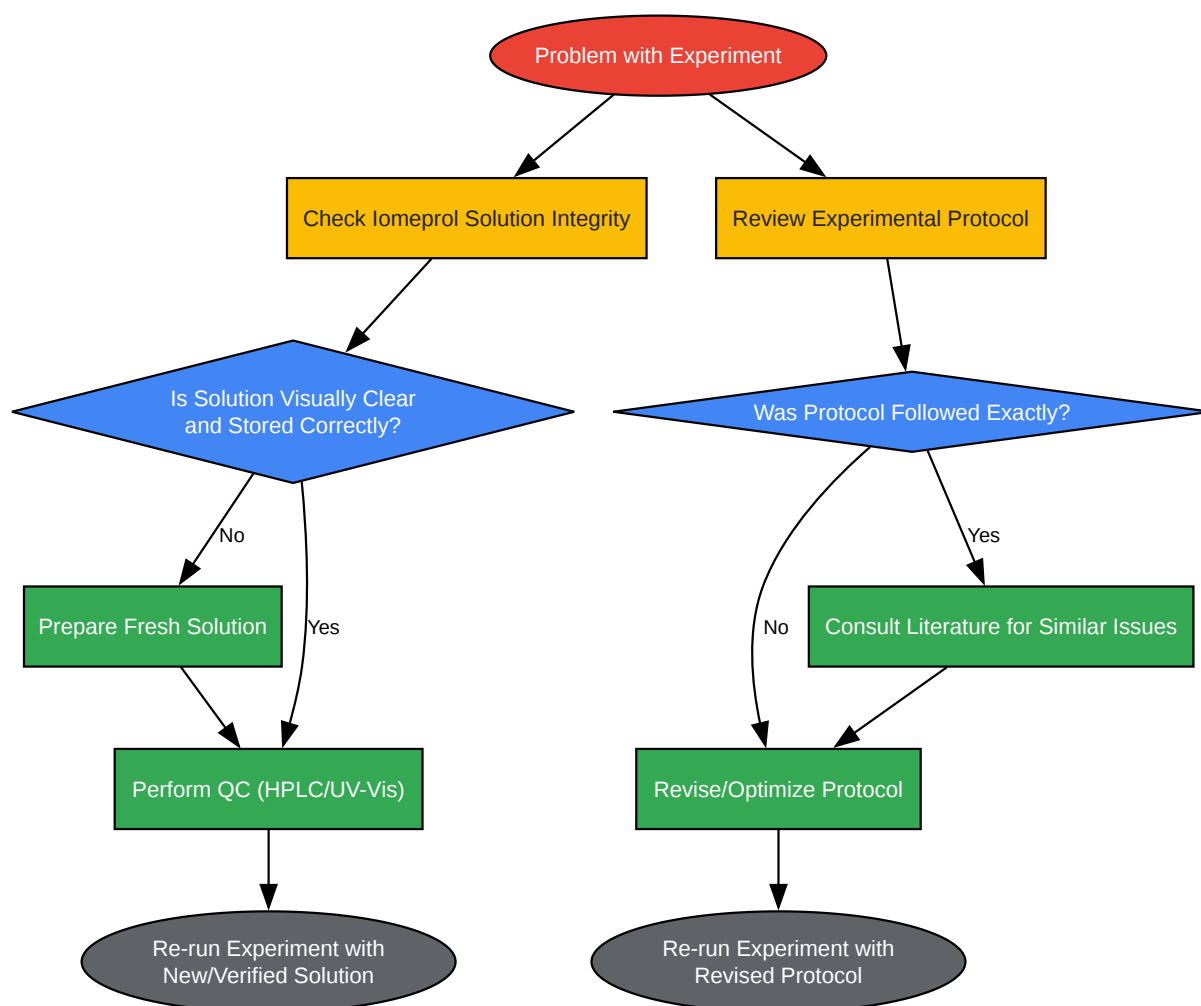 Problem with Experiment
Check Iomeprol Solution Integrity
Review Experimental Protocol
Is Solution Visually Clear
and Stored Correctly?
Was Protocol Followed Exactly?
No
Yes
Prepare Fresh Solution
Yes
No
Consult Literature for Similar Issues
Perform QC (HPLC/UV-Vis)
Revise/Optimize Protocol
Re-run Experiment with
New/Verified Solution
Re-run Experiment with
Revised Protocol